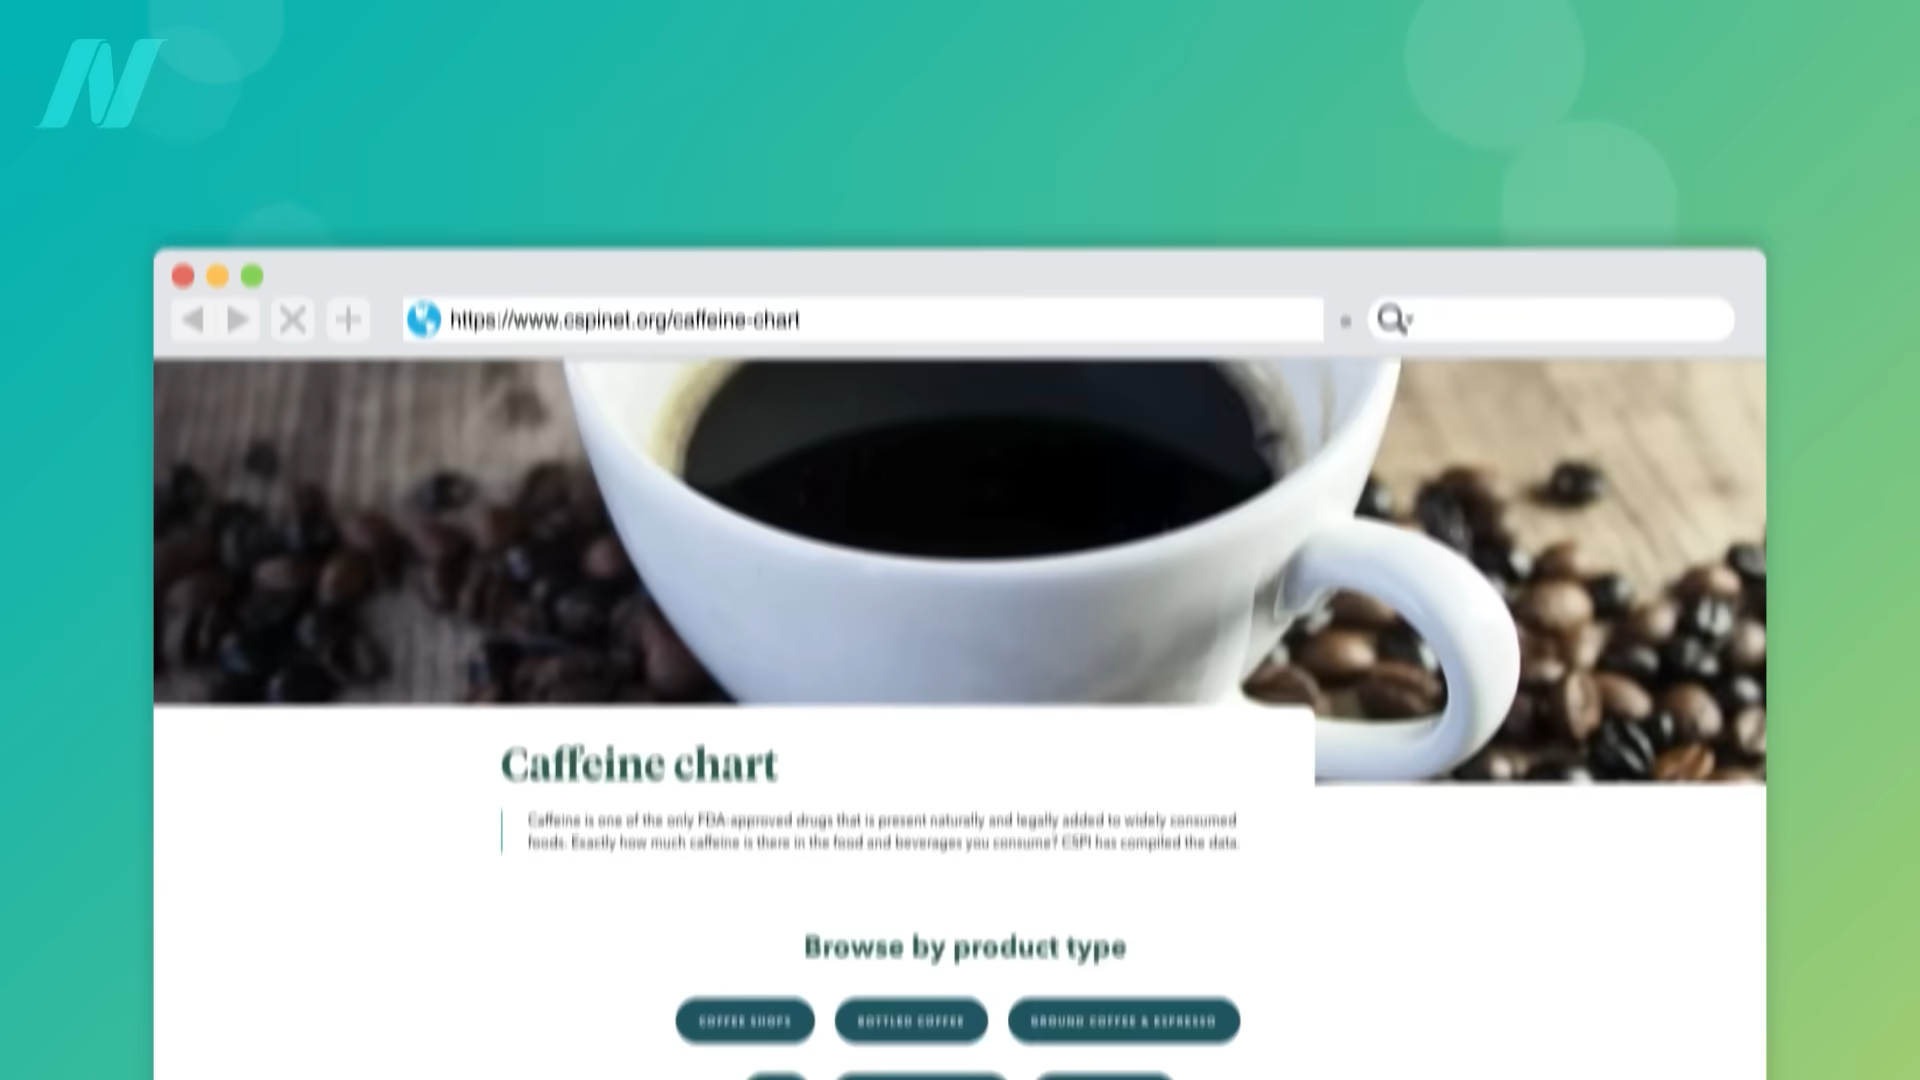 N
https://www.cspinet.org/caffeine-chart
Caffeine chart
Caffeine is one of the only FDA-approved drugs that is present naturally and legally added to widely consumed
foods. Exactly how much caffeine is there in the food and beverages you consume? CSPI has compiled the data.
Browse by product type
COFFEE SHOPS BOTTLED COFFEE GROUND COFFEE & ESPRESSO